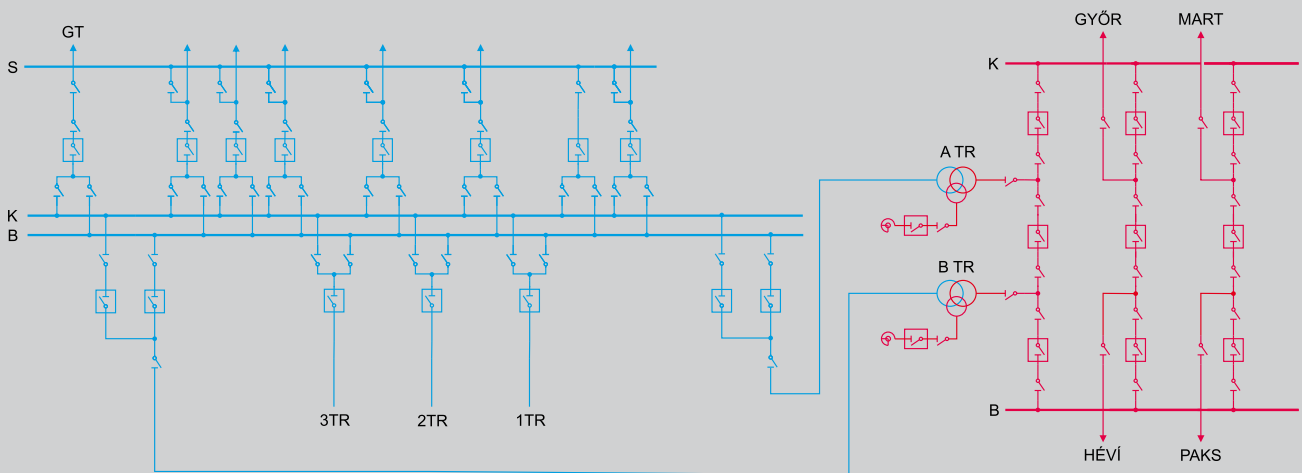 GT
GYŐR
MART
S
K
A TR
K
B
B TR
3TR
2TR
1TR
B
HÉVÍ
PAKS